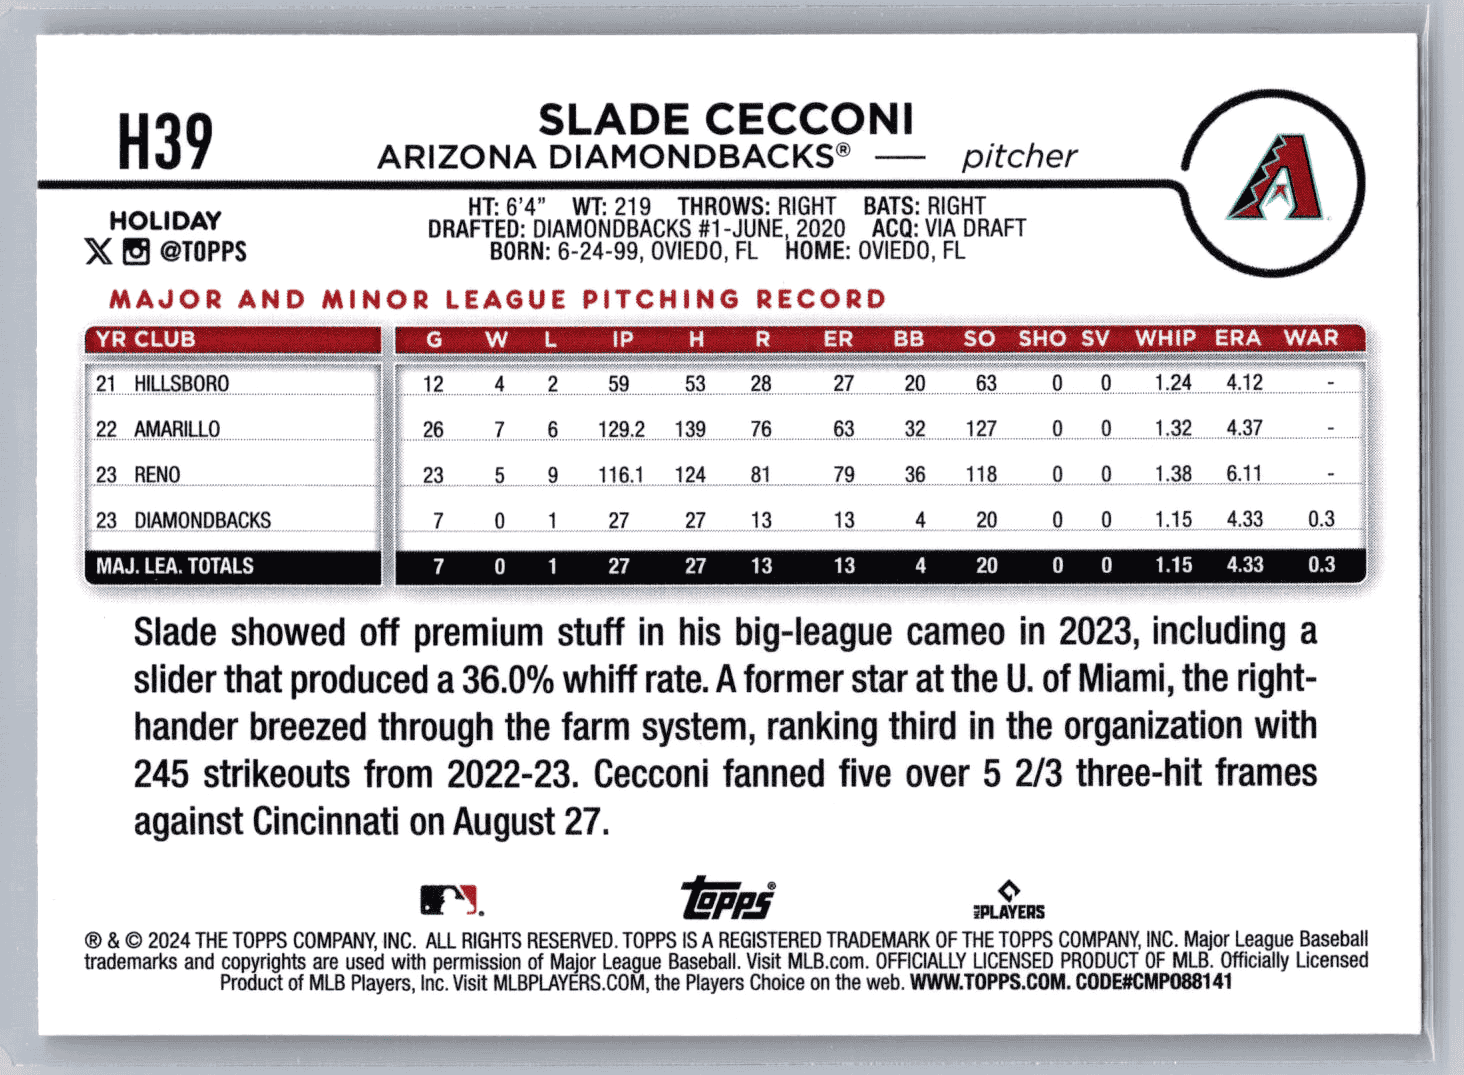 H39
SLADE CECCONI
ARIZONA DIAMONDBACKS® — pitcher
HOLIDAY
@TOPPS
HT: 6'4" WT: 219 THROWS: RIGHT BATS: RIGHT
DRAFTED: DIAMONDBACKS #1-JUNE, 2020 ACQ: VIA DRAFT
BORN: 6-24-99, OVIEDO, FL HOME: OVIEDO, FL
MAJOR AND MINOR LEAGUE PITCHING RECORD
YR CLUB G W L IP H R ER BB SO SHO SV WHIP ERA WAR
21 HILLSBORO 12 4 2 59 53 28 27 20 63 0 0 1.24 4.12 -
22 AMARILLO 26 7 6 129.2 139 76 63 32 127 0 0 1.32 4.37 -
23 RENO 23 5 9 116.1 124 81 79 36 118 0 0 1.38 6.11 -
23 DIAMONDBACKS 7 0 1 27 27 13 13 4 20 0 0 1.15 4.33 0.3
MAJ. LEA. TOTALS 7 0 1 27 27 13 13 4 20 0 0 1.15 4.33 0.3
Slade showed off premium stuff in his big-league cameo in 2023, including a
slider that produced a 36.0% whiff rate. A former star at the U. of Miami, the right-
hander breezed through the farm system, ranking third in the organization with
245 strikeouts from 2022-23. Cecconi fanned five over 5 2/3 three-hit frames
against Cincinnati on August 27.
Topps®
MLB PLAYERS
® & © 2024 THE TOPPS COMPANY, INC. ALL RIGHTS RESERVED. TOPPS IS A REGISTERED TRADEMARK OF THE TOPPS COMPANY, INC. Major League Baseball
trademarks and copyrights are used with permission of Major League Baseball. Visit MLB.com. OFFICIALLY LICENSED PRODUCT OF MLB. Officially Licensed
Product of MLB Players, Inc. Visit MLBPLAYERS.COM, the Players Choice on the web. WWW.TOPPS.COM. CODE#CMP088141